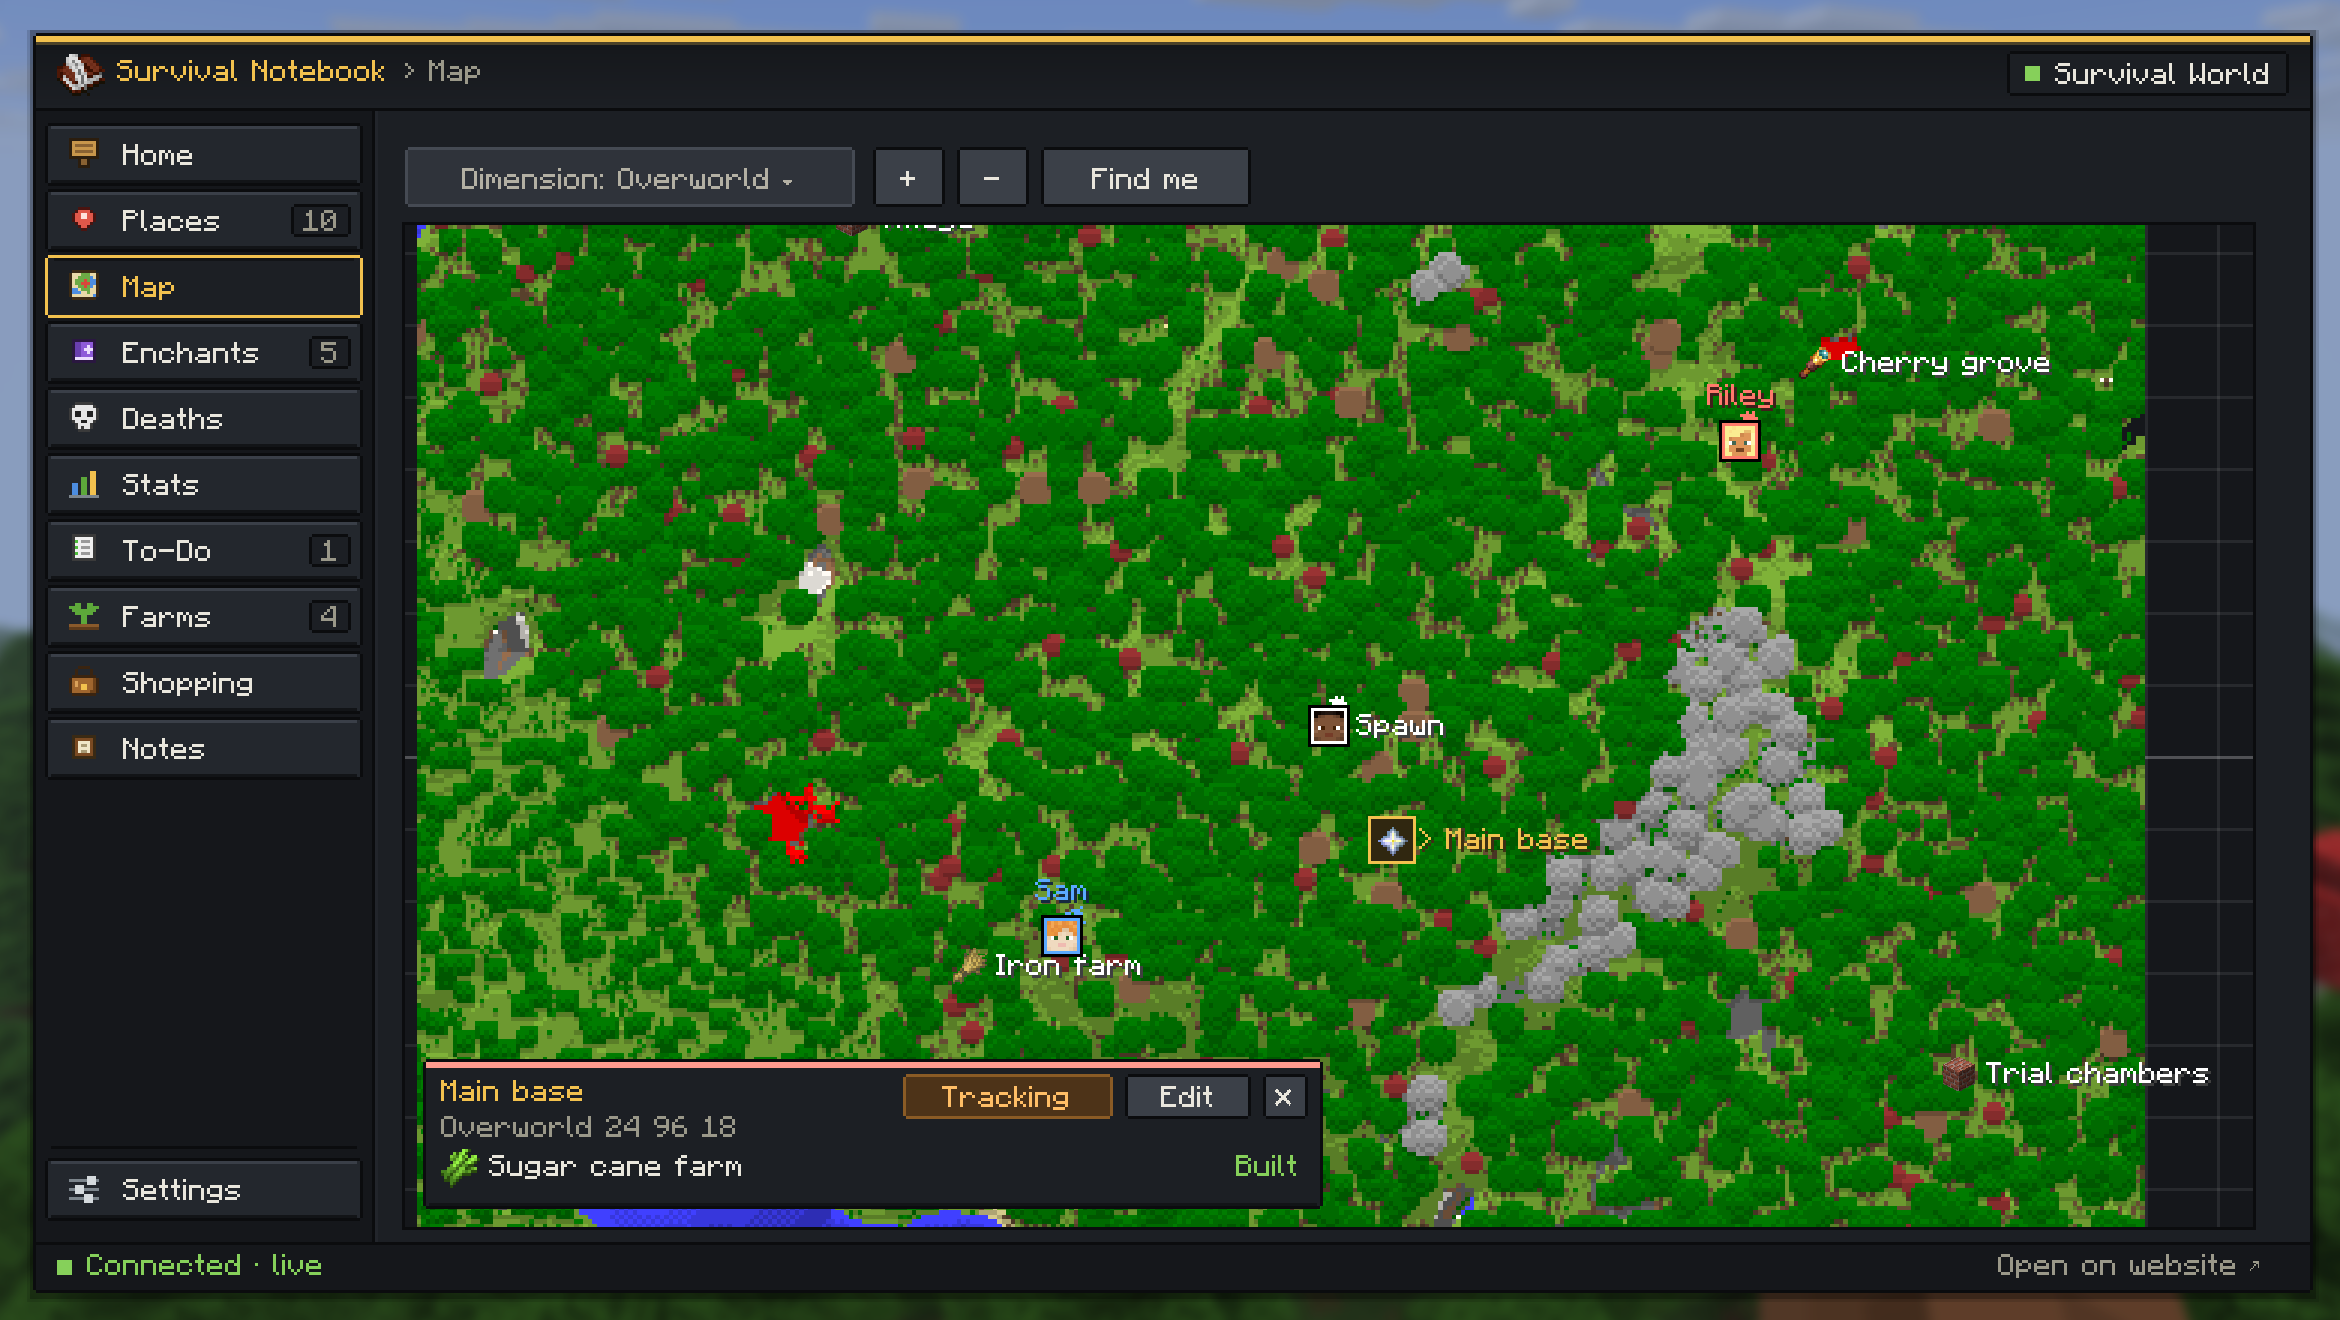 Survival Notebook > Map
Survival World
Home
Places 10
Map
Enchants 5
Deaths
Stats
To-Do 1
Farms 4
Shopping
Notes
Settings
Dimension: Overworld
+
-
Find me
Cherry grove
Riley
Spawn
> Main base
Sam
Iron farm
Trial chambers
Main base
Tracking
Edit
×
Overworld 24 96 18
Sugar cane farm
Built
Connected · live
Open on website ↗